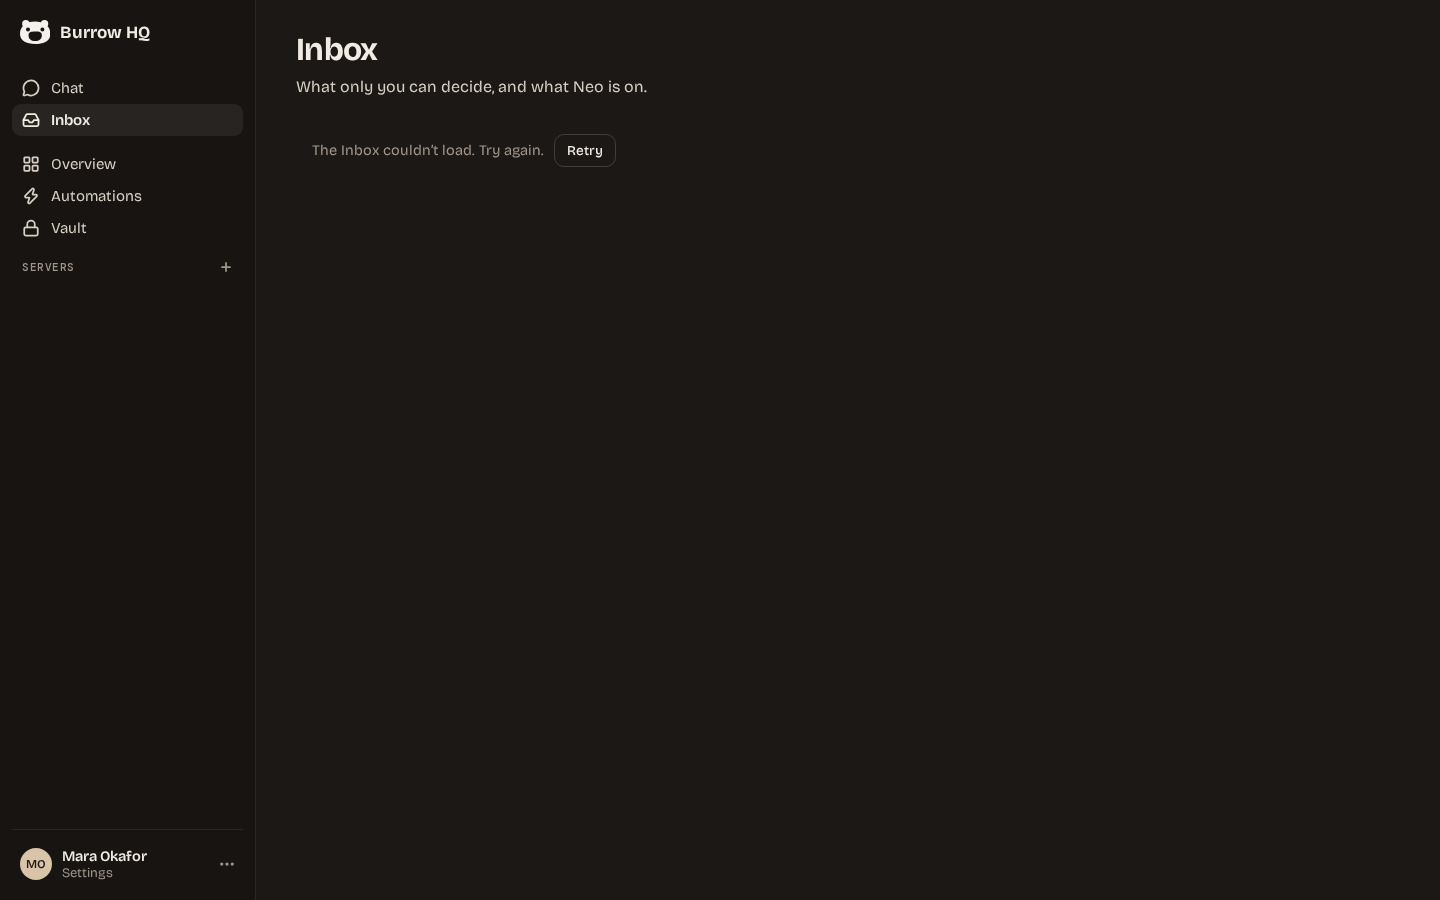 Burrow HQ
Chat
Inbox
Overview
Automations
Vault
SERVERS
MO
Mara Okafor
Settings
Inbox
What only you can decide, and what Neo is on.
The Inbox couldn't load. Try again.
Retry